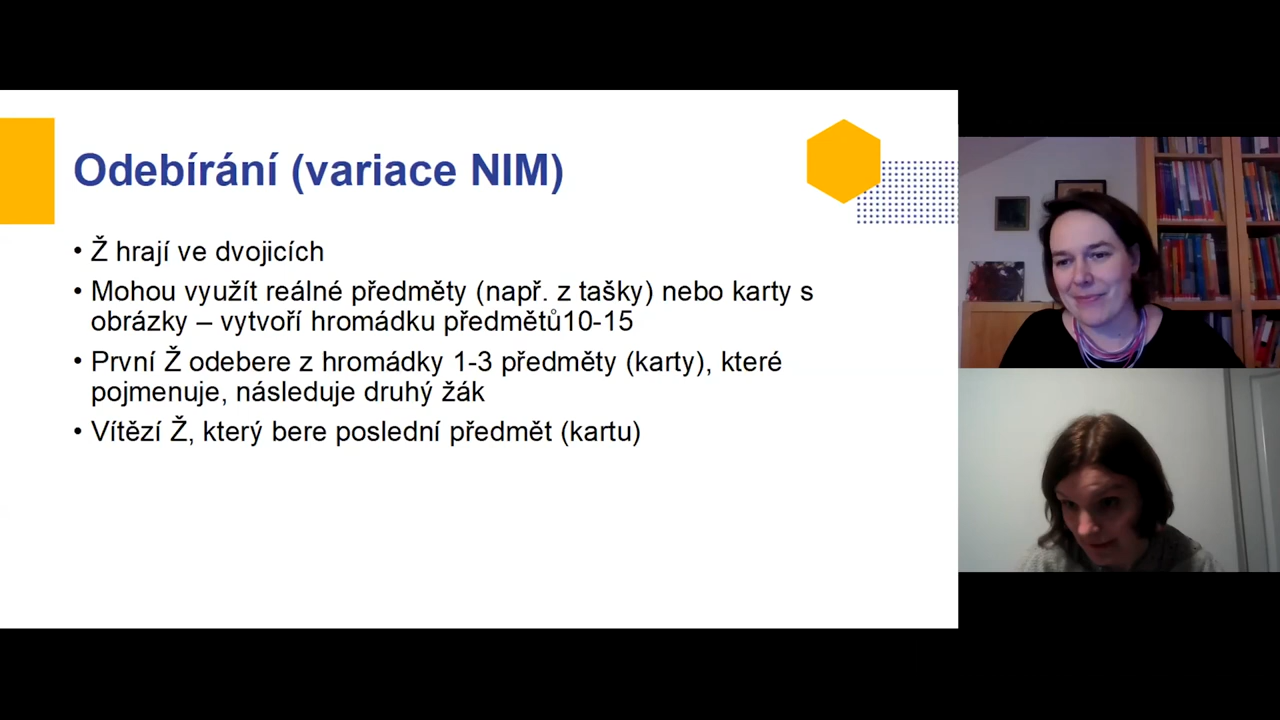 Odebírání (variace NIM)
• Ž hrají ve dvojicích
• Mohou využít reálné předměty (např. z tašky) nebo karty s
obrázky – vytvoří hromádku předmětů10-15
• První Ž odebere z hromádky 1-3 předměty (karty), které
pojmenuje, následuje druhý žák
• Vítězí Ž, který bere poslední předmět (kartu)